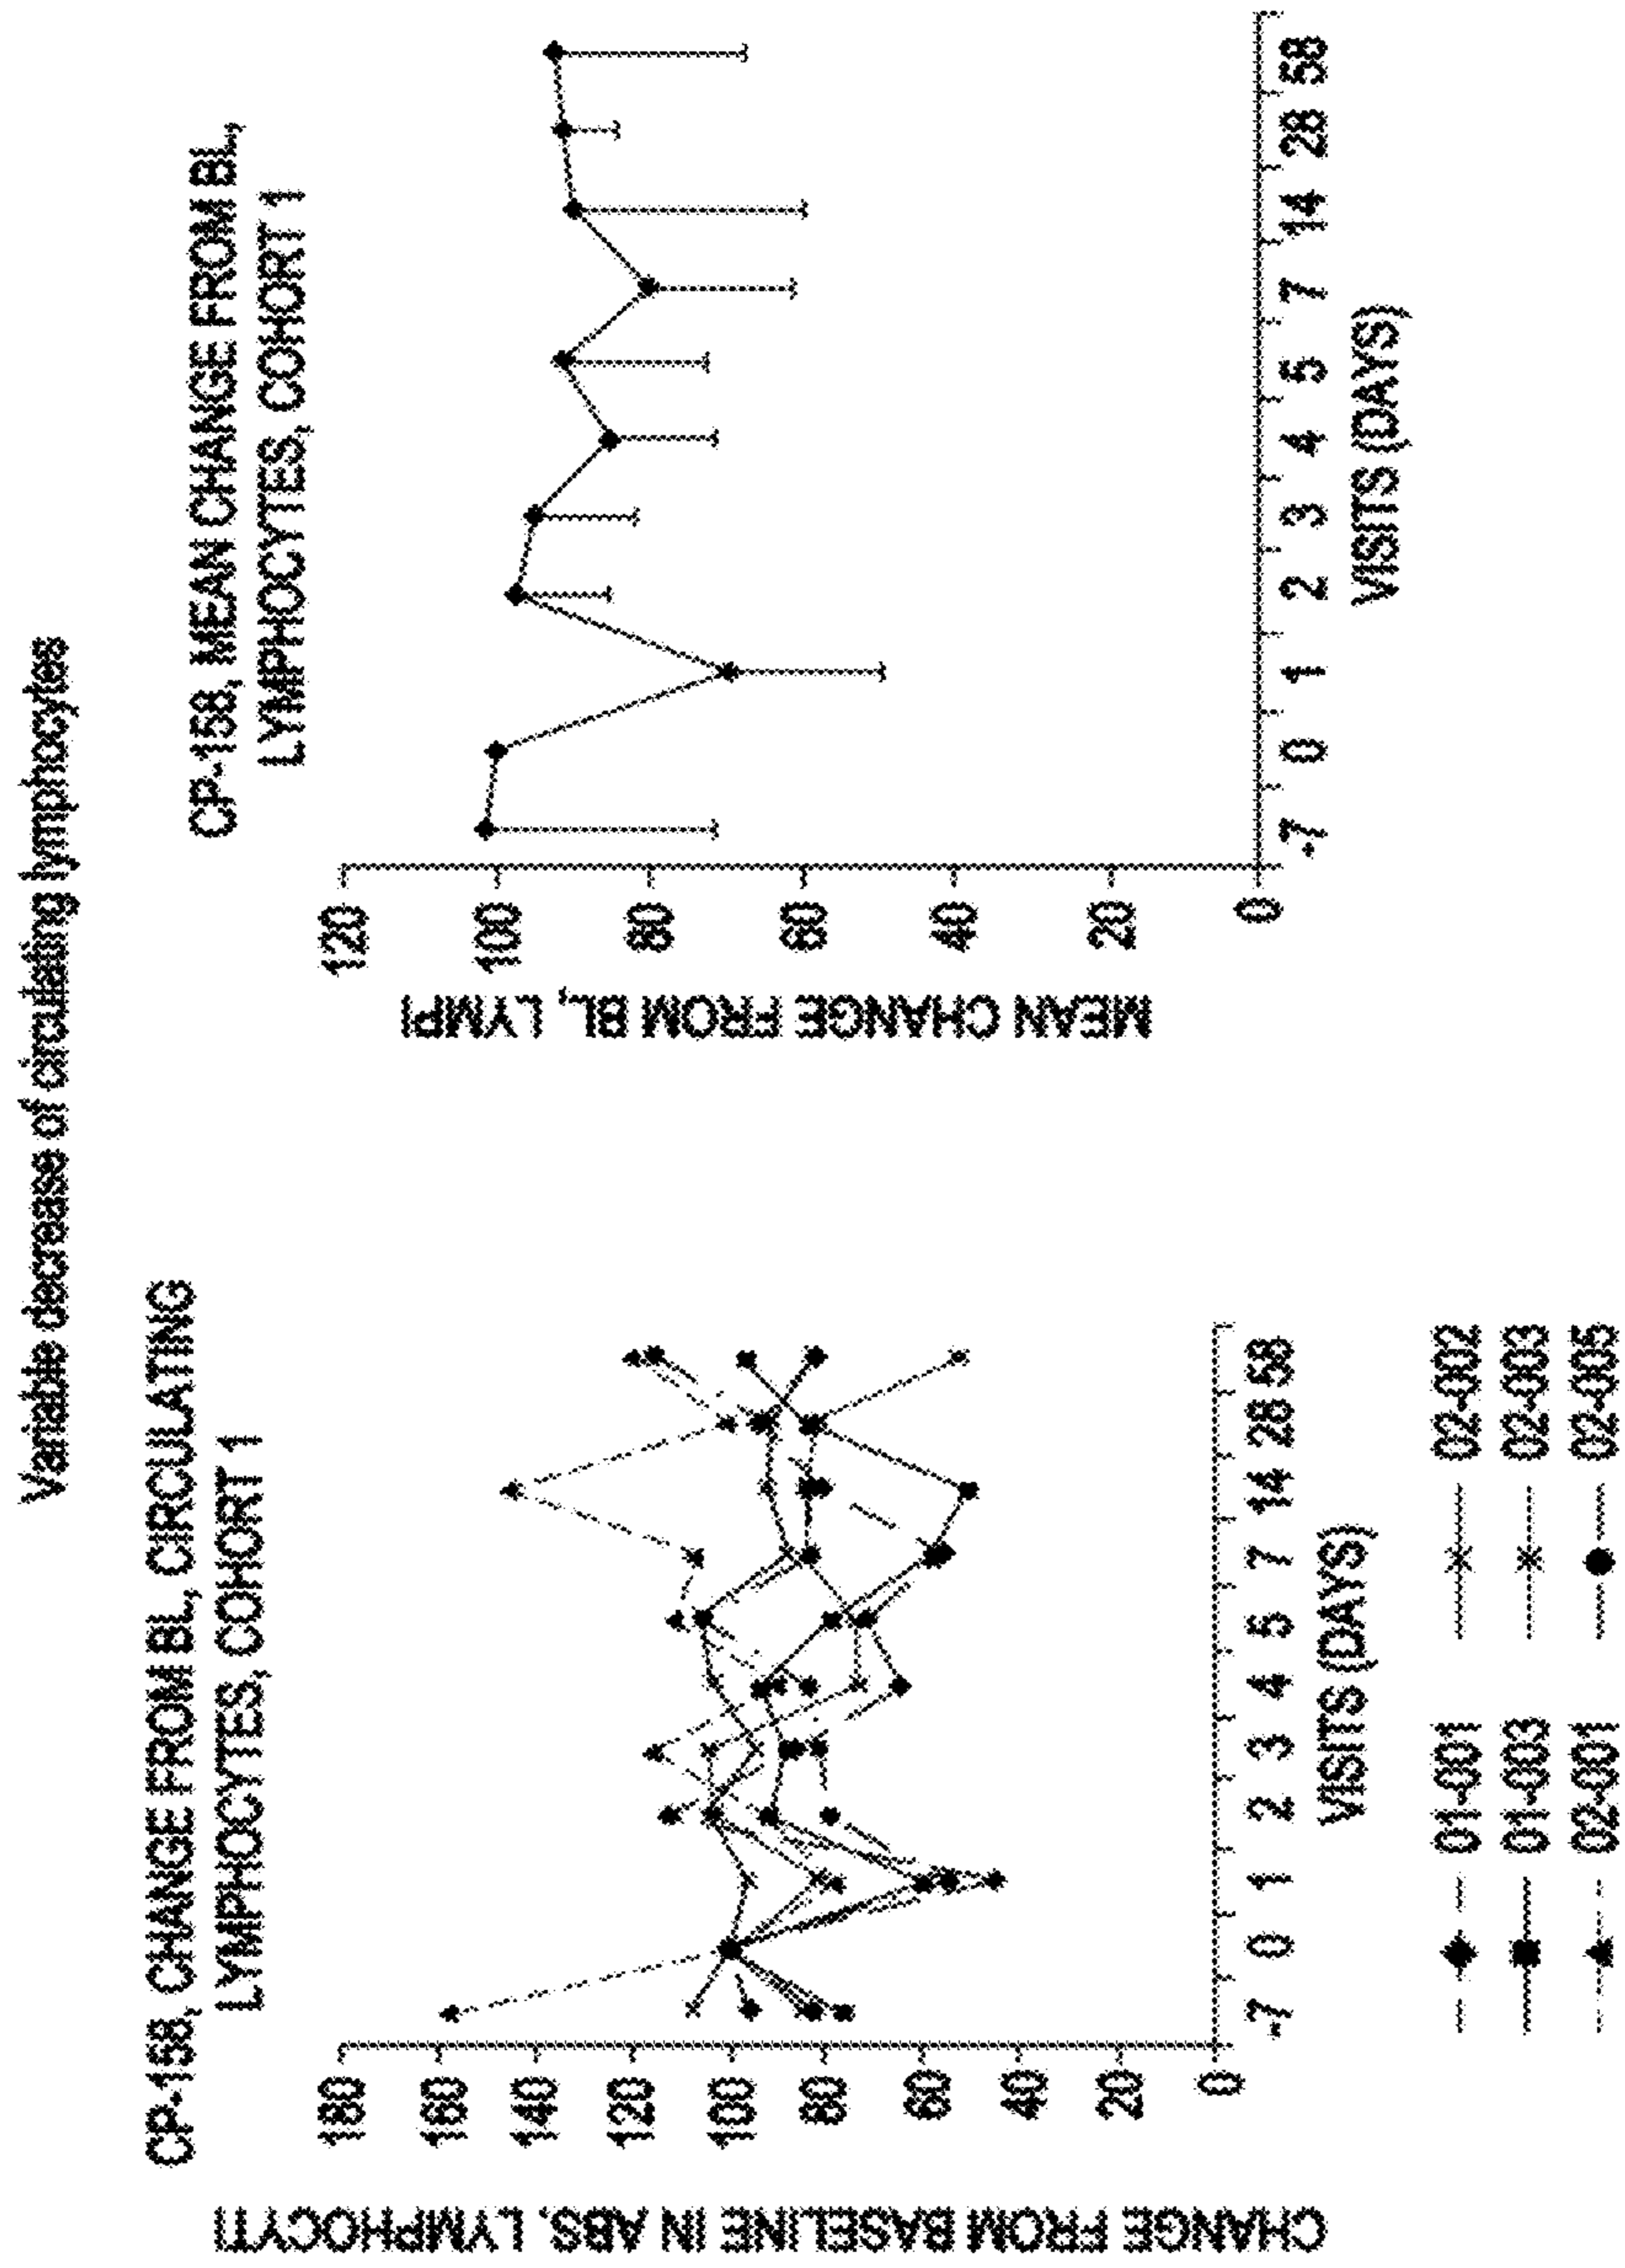 Variable decrease of circulating lymphocytes
CP-158, CHANGE FROM BL, CIRCULATING
LYMPHOCYTES, COHORT 1
CHANGE FROM BASELINE IN ABS. LYMPHOCYTI
180
160
140
120
100
80
60
40
20
0
-7 0 1 2 3 4 5 7 14 28 58
VISITS (DAYS)
01-001 02-002
01-003 02-003
02-001 02-005
CP-158, MEAN CHANGE FROM BL,
LYMPHOCYTES, COHORT 1
MEAN CHANGE FROM BL, LYMPI
120
100
80
60
40
20
0
-7 0 1 2 3 4 5 7 14 28 58
VISITS (DAYS)